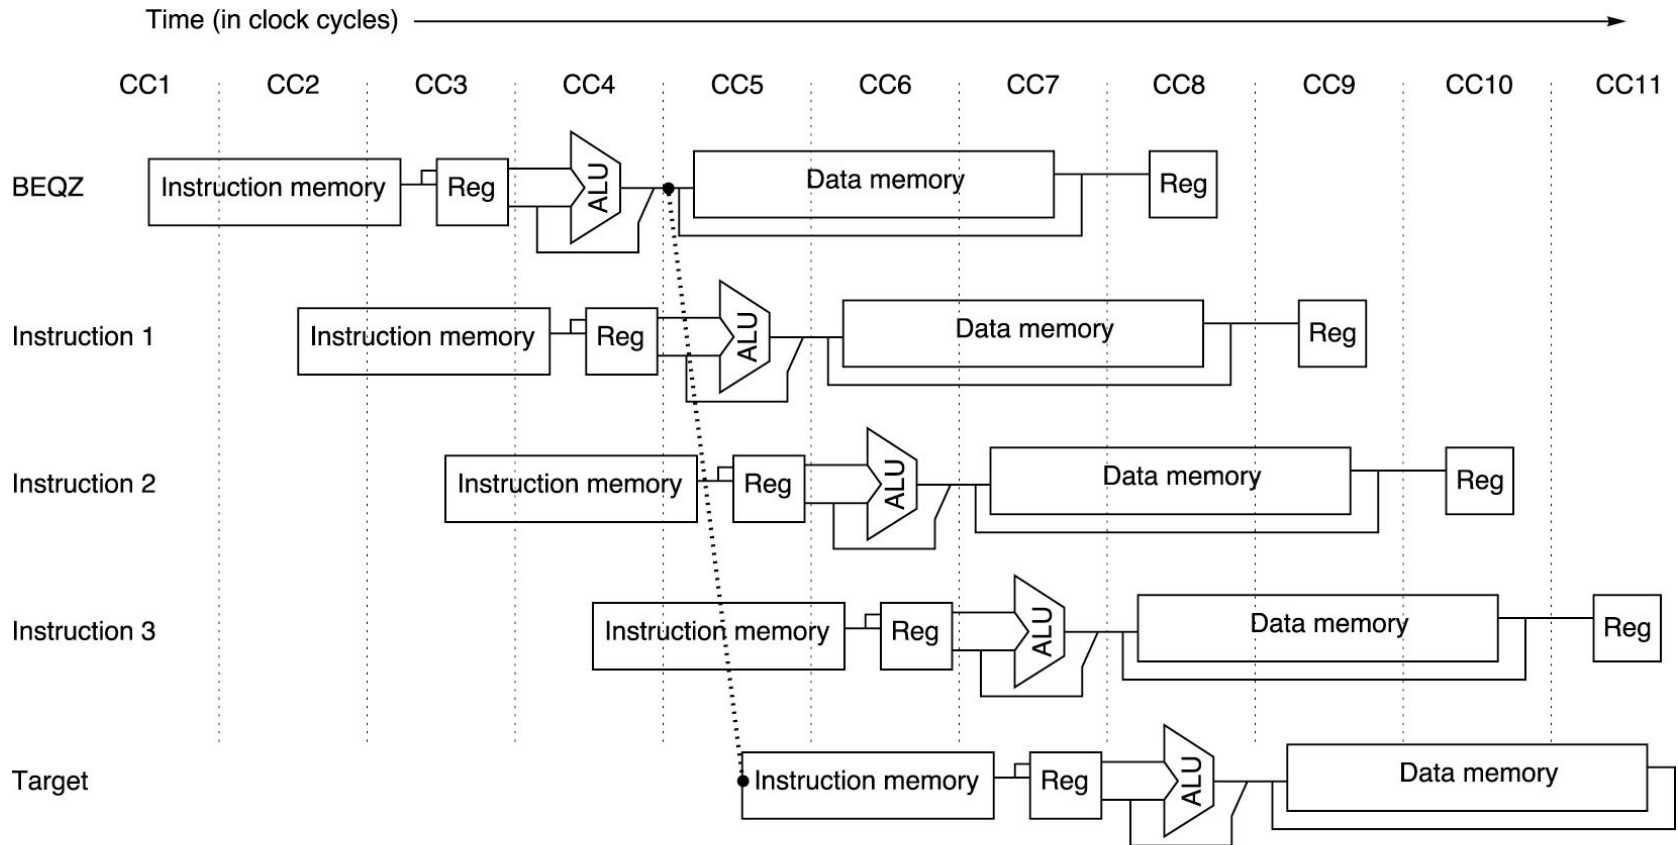 Time (in clock cycles)
CC1 CC2 CC3 CC4 CC5 CC6 CC7 CC8 CC9 CC10 CC11
BEQZ Instruction memory Reg ALU Data memory Reg
Instruction 1 Instruction memory Reg ALU Data memory Reg
Instruction 2 Instruction memory Reg ALU Data memory Reg
Instruction 3 Instruction memory Reg ALU Data memory Reg
Target Instruction memory Reg ALU Data memory